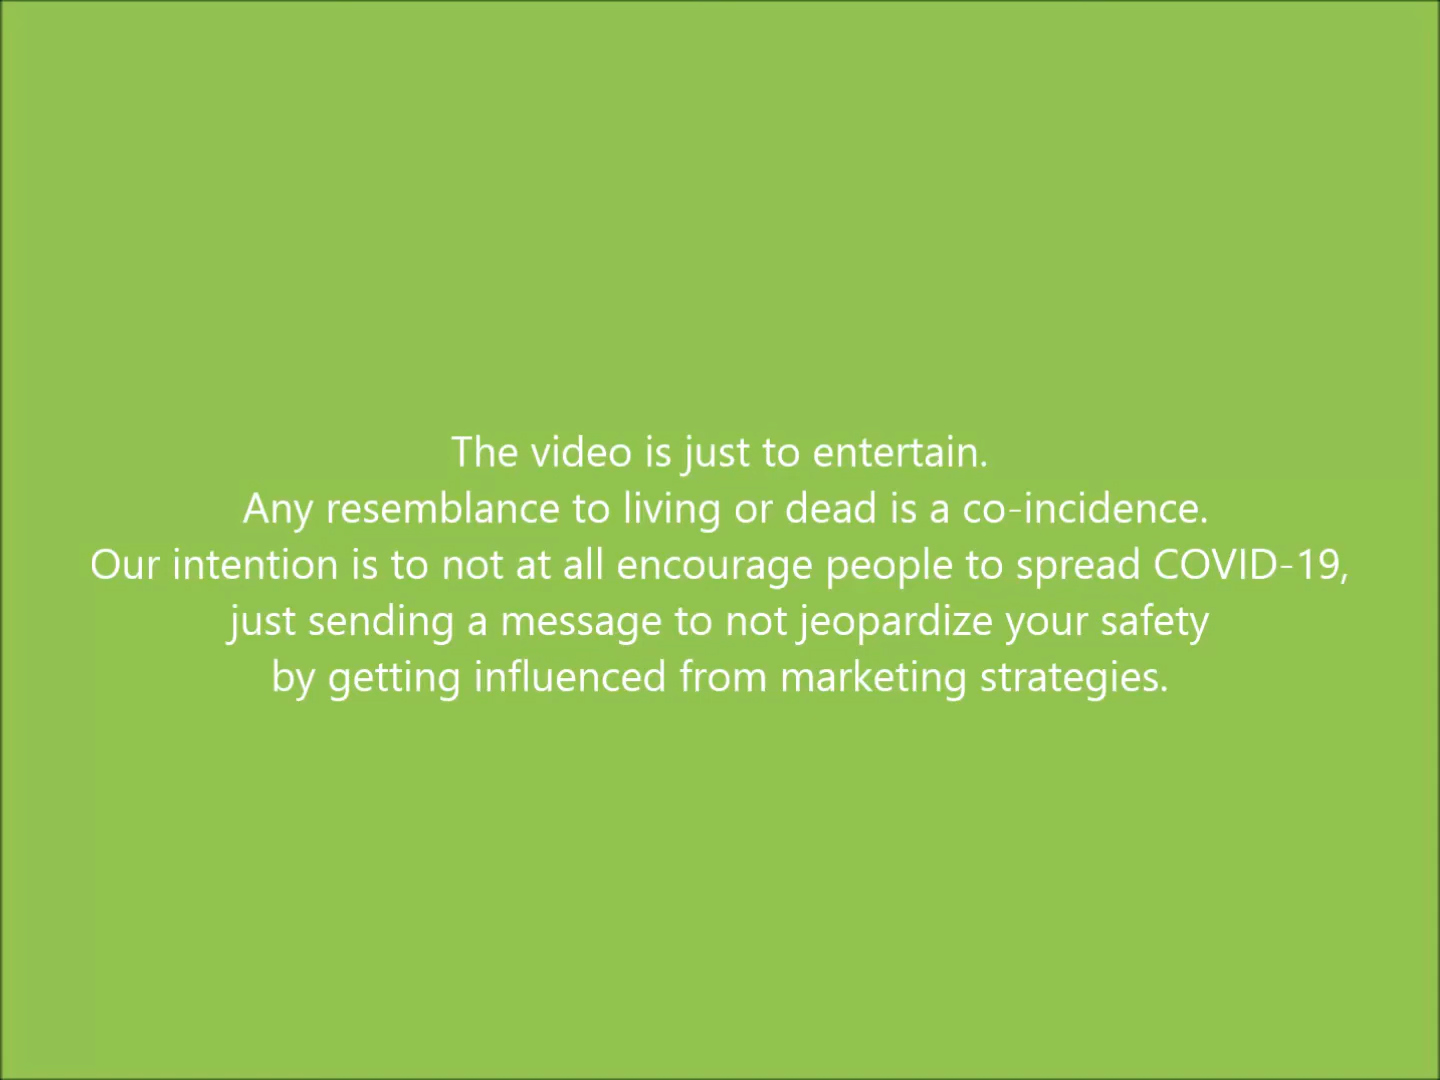 The video is just to entertain.
Any resemblance to living or dead is a co-incidence.
Our intention is to not at all encourage people to spread COVID-19,
just sending a message to not jeopardize your safety
by getting influenced from marketing strategies.